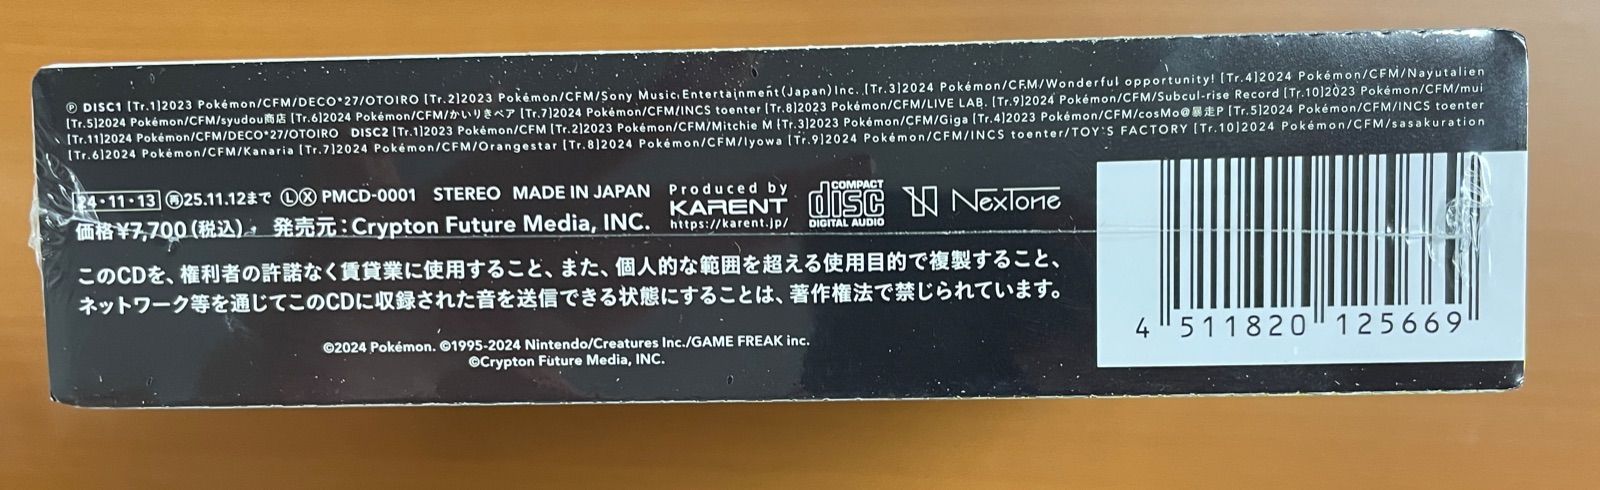 Ⓟ DISC1 [Tr.1]2023 Pokémon/CFM/DECO*27/OTOIRO [Tr.2]2023 Pokémon/CFM/Sony Music Entertainment(Japan)Inc. [Tr.3]2024 Pokémon/CFM/Wonderful opportunity! [Tr.4]2024 Pokémon/CFM/Nayutalien
[Tr.5]2024 Pokémon/CFM/syudou商店 [Tr.6]2024 Pokémon/CFM/かいりきベア [Tr.7]2024 Pokémon/CFM/INCS toenter [Tr.8]2024 Pokémon/CFM/LIVE LAB. [Tr.9]2024 Pokémon/CFM/Subcul-rise Record [Tr.10]2023 Pokémon/CFM/mui
[Tr.11]2024 Pokémon/CFM/DECO*27/OTOIRO DISC2 [Tr.1]2023 Pokémon/CFM [Tr.2]2023 Pokémon/CFM/Mitchie M [Tr.3]2024 Pokémon/CFM/Giga [Tr.4]2023 Pokémon/CFM/cosMo@暴走P [Tr.5]2024 Pokémon/CFM/INCS toenter
[Tr.6]2024 Pokémon/CFM/Kanaria [Tr.7]2024 Pokémon/CFM/Orangestar [Tr.8]2024 Pokémon/CFM/Iyowa [Tr.9]2024 Pokémon/CFM/INCS toenter/TOY'S FACTORY [Tr.10]2024 Pokémon/CFM/sasakuration
24・11・13 再25.11.12まで ⓁⓍ PMCD-0001 STEREO MADE IN JAPAN
価格¥7,700(税込) 発売元:Crypton Future Media, INC.
Produced by
KARENT
https://karent.jp/
COMPACT
disc
DIGITAL AUDIO
NexTone
このCDを、権利者の許諾なく賃貸業に使用すること、また、個人的な範囲を超える使用目的で複製すること、
ネットワーク等を通じてこのCDに収録された音を送信できる状態にすることは、著作権法で禁じられています。
©2024 Pokémon. ©1995-2024 Nintendo/Creatures Inc./GAME FREAK inc.
©Crypton Future Media, INC.
4 511820 125669